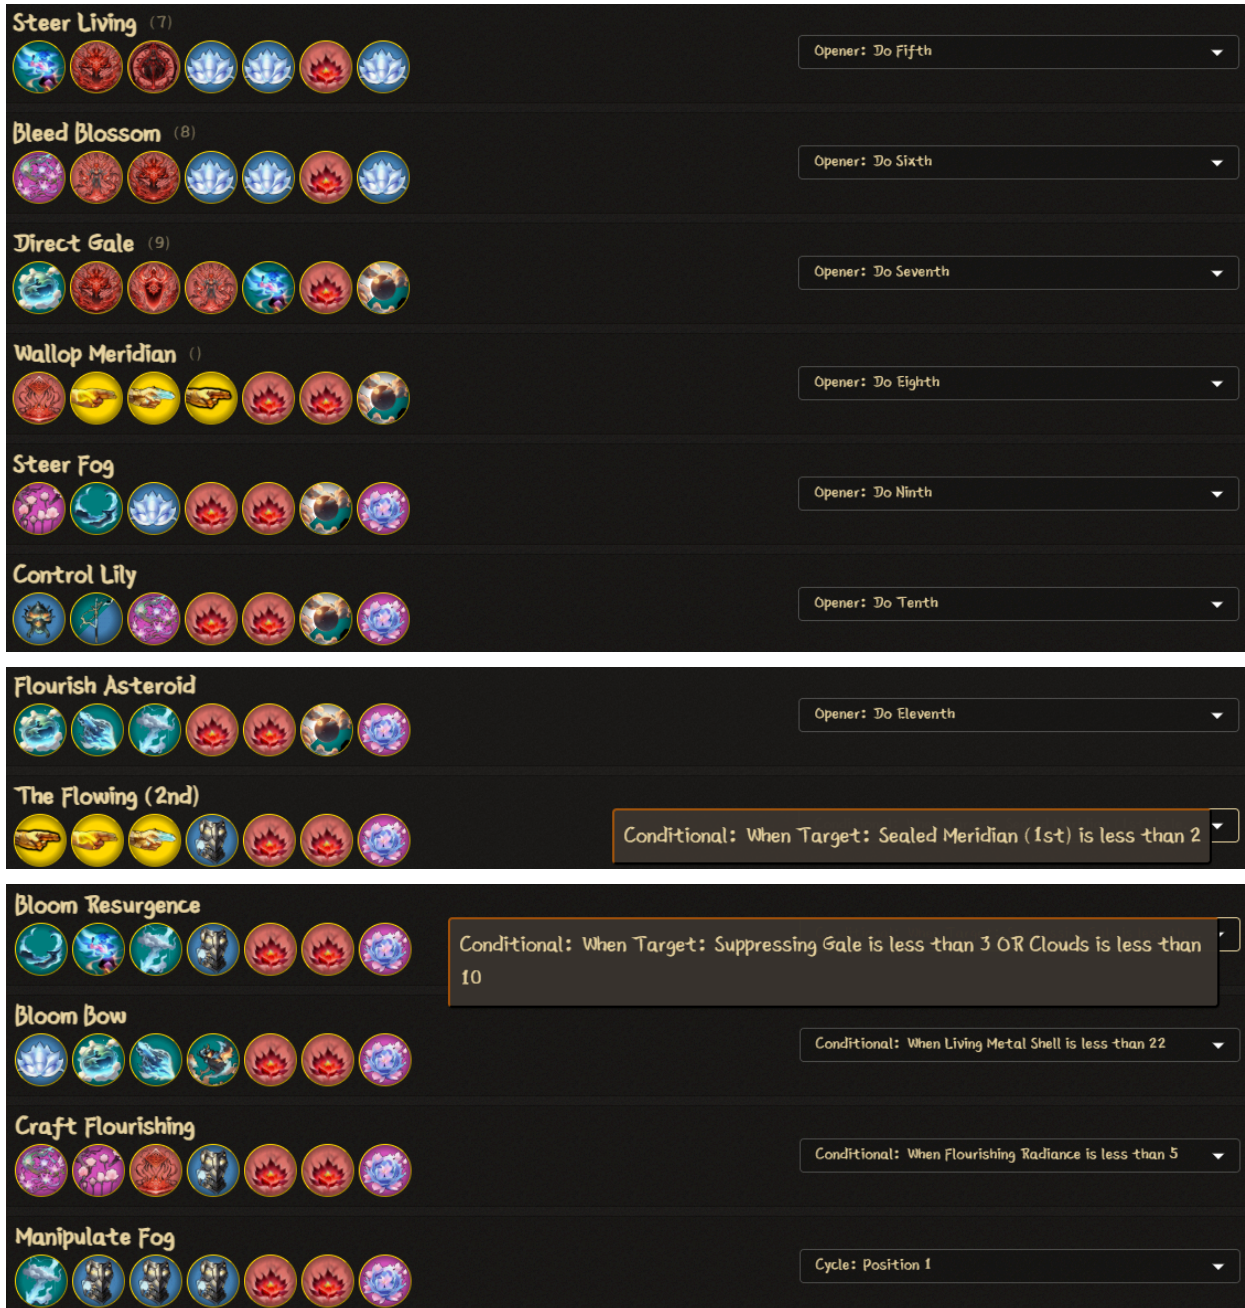 Steer Living (7)
Opener: Do Fifth
Bleed Blossom (8)
Opener: Do Sixth
Direct Gale (9)
Opener: Do Seventh
Wallop Meridian ()
Opener: Do Eighth
Steer Fog
Opener: Do Ninth
Control Lily
Opener: Do Tenth
Flourish Asteroid
Opener: Do Eleventh
The Flowing (2nd)
Conditional: When Target: Sealed Meridian (1st) is less than 2
Bloom Resurgence
Conditional: When Target: Suppressing Gale is less than 3 OR Clouds is less than
10
Bloom Bow
Conditional: When Living Metal Shell is less than 22
Craft Flourishing
Conditional: When Flourishing Radiance is less than 5
Manipulate Fog
Cycle: Position 1